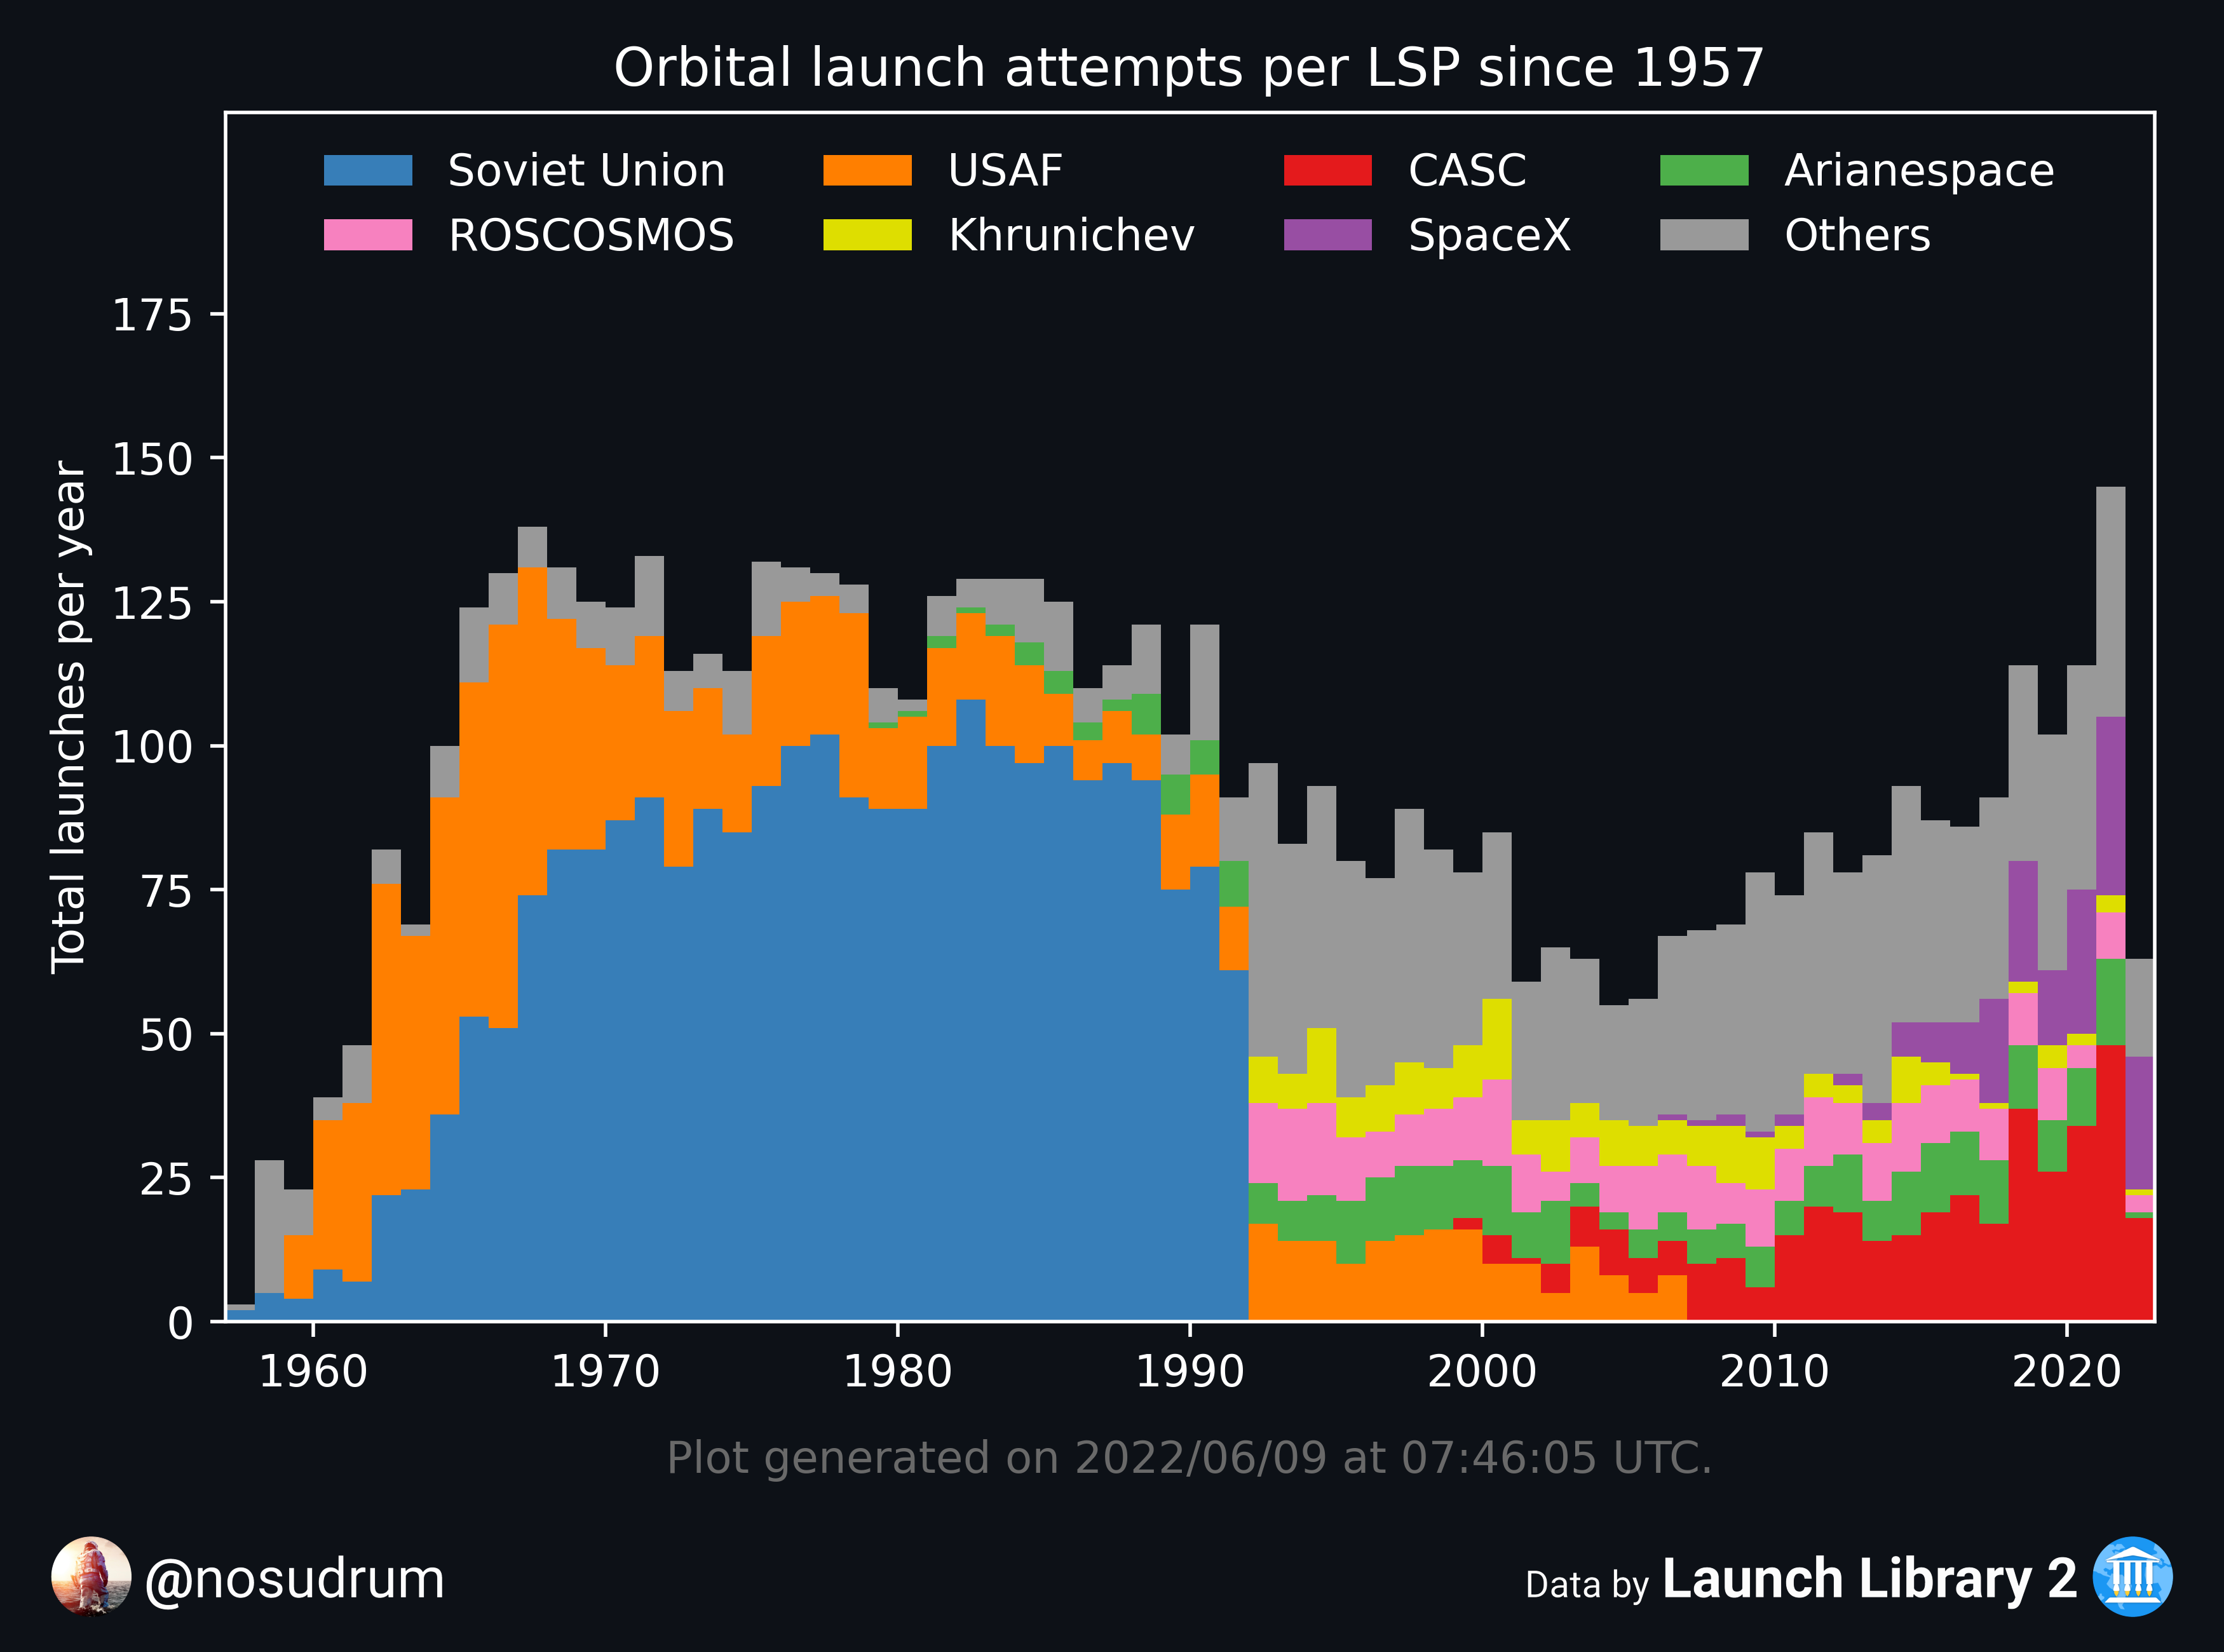 Orbital launch attempts per LSP since 1957
Soviet Union
USAF
CASC
Arianespace
ROSCOSMOS
Khrunichev
SpaceX
Others
Total launches per year
175
150
125
100
75
50
25
0
1960
1970
1980
1990
2000
2010
2020
Plot generated on 2022/06/09 at 07:46:05 UTC.
@nosudrum
Data by Launch Library 2